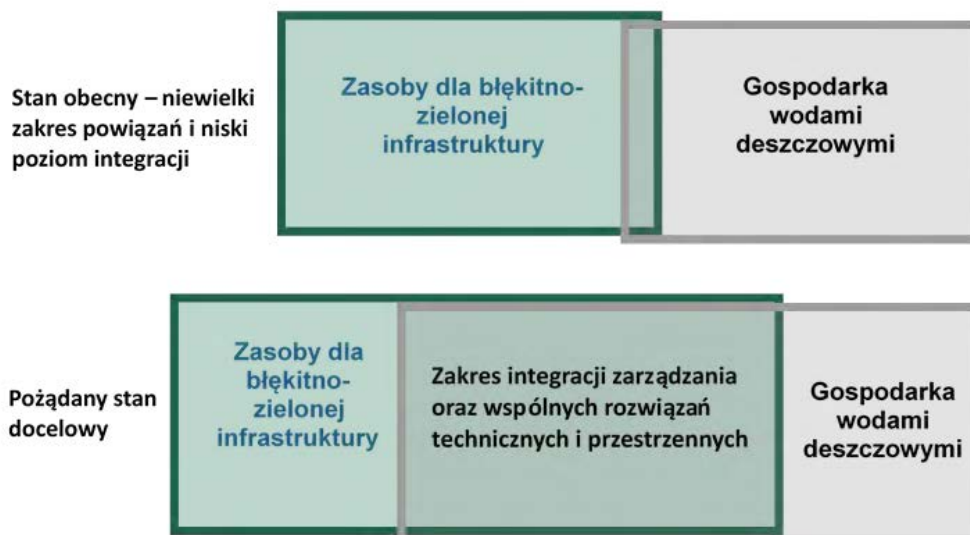 Stan obecny – niewielki
zakres powiązań i niski
poziom integracji
Zasoby dla błękitno-
zielonej
infrastruktury
Gospodarka
wodami
deszczowymi
Pożądany stan
docelowy
Zasoby dla
błękitno-
zielonej
infrastruktury
Zakres integracji zarządzania
oraz wspólnych rozwiązań
technicznych i przestrzennych
Gospodarka
wodami
deszczowymi